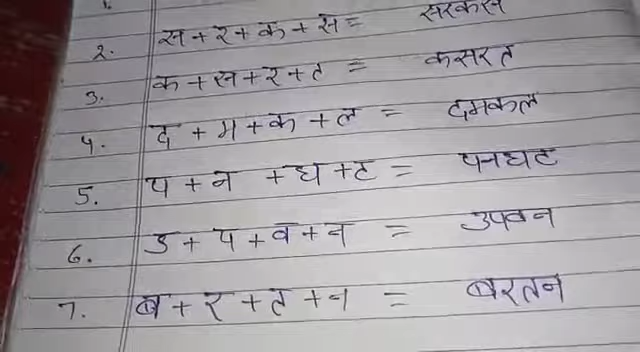 2. स+र+क+स= सरकस
3. क+स+र+त = कसरत
4. द+म+क+ल = दमकल
5. प+न+घ+ट = पनघट
6. उ+प+व+न = उपवन
7. ब+र+त+न = बरतन